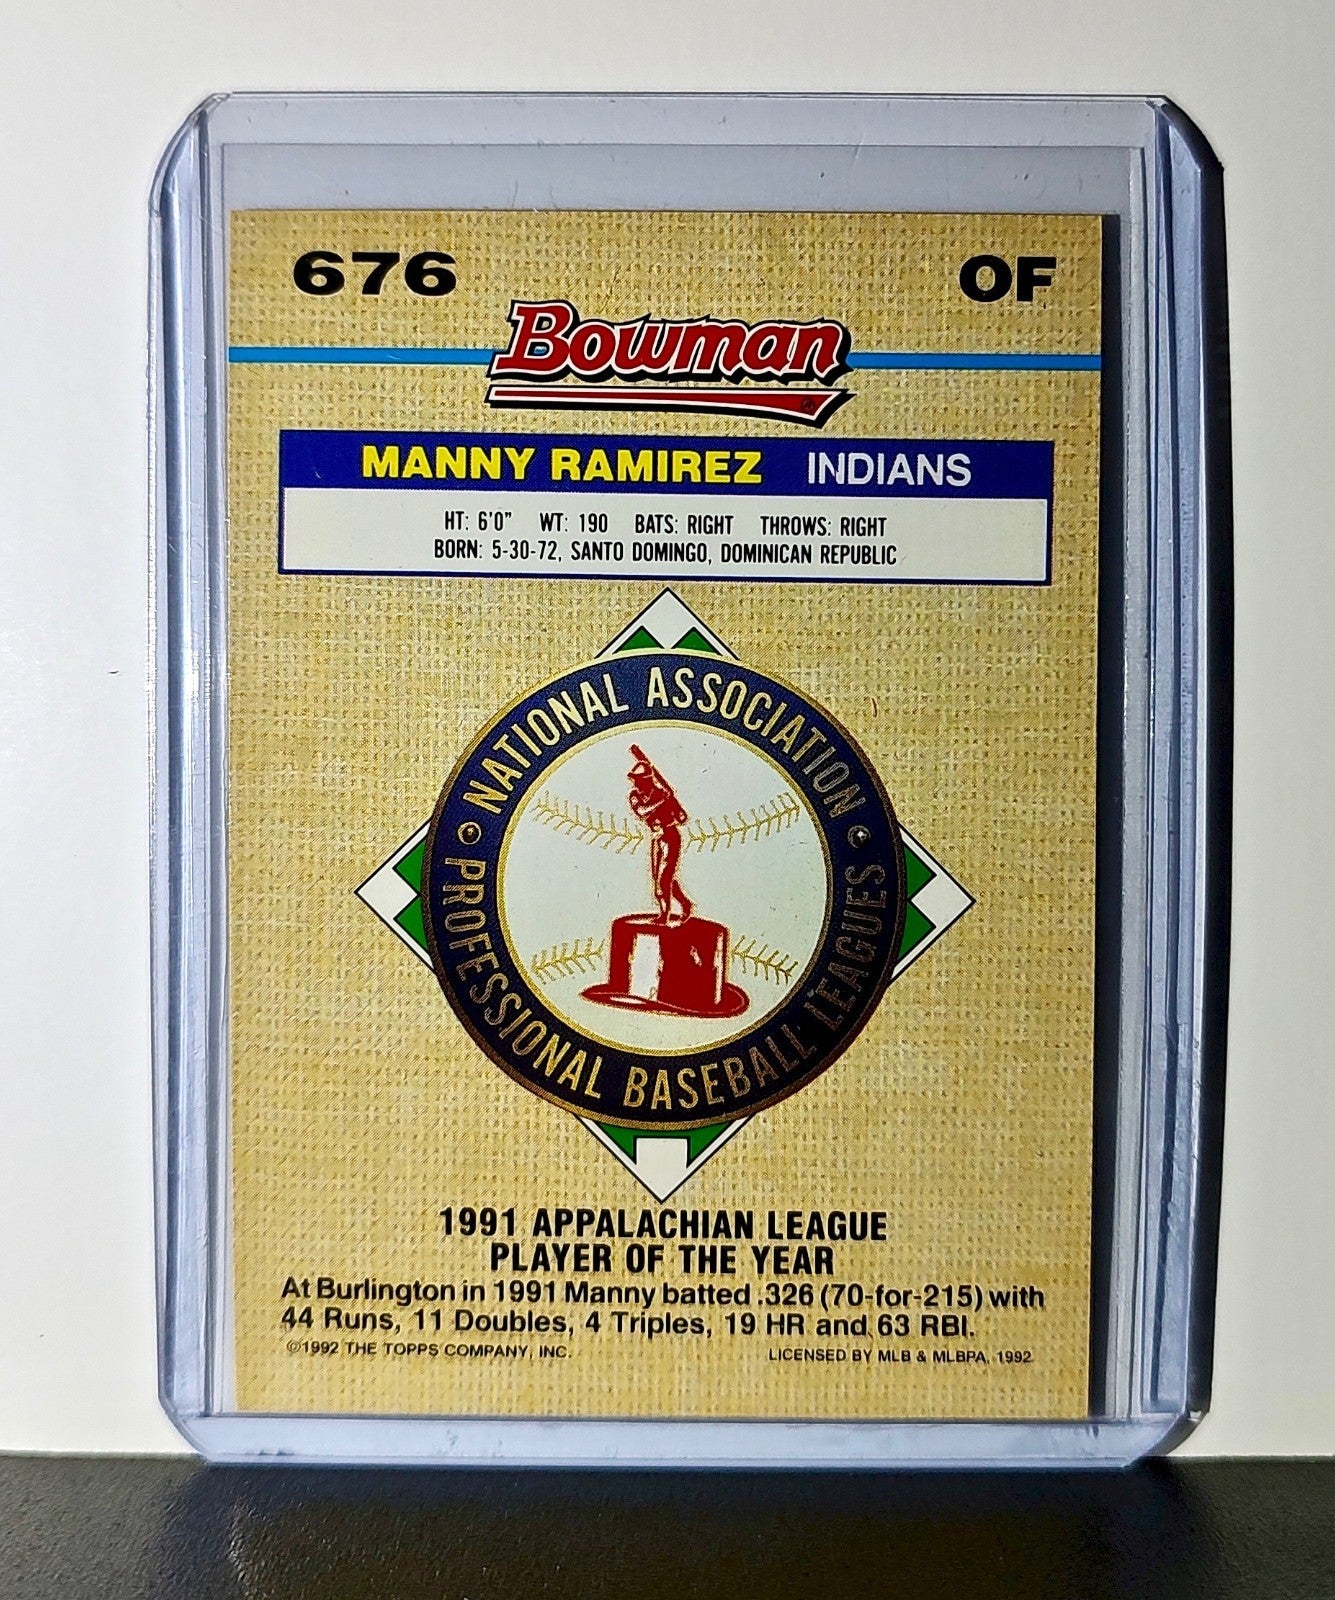 676 OF
Bowman
®
MANNY RAMIREZ INDIANS
HT: 6'0" WT: 190 BATS: RIGHT THROWS: RIGHT
BORN: 5-30-72, SANTO DOMINGO, DOMINICAN REPUBLIC
• NATIONAL ASSOCIATION •
PROFESSIONAL BASEBALL LEAGUES
1991 APPALACHIAN LEAGUE
PLAYER OF THE YEAR
At Burlington in 1991 Manny batted .326 (70-for-215) with
44 Runs, 11 Doubles, 4 Triples, 19 HR and 63 RBI.
©1992 THE TOPPS COMPANY, INC. LICENSED BY MLB & MLBPA, 1992